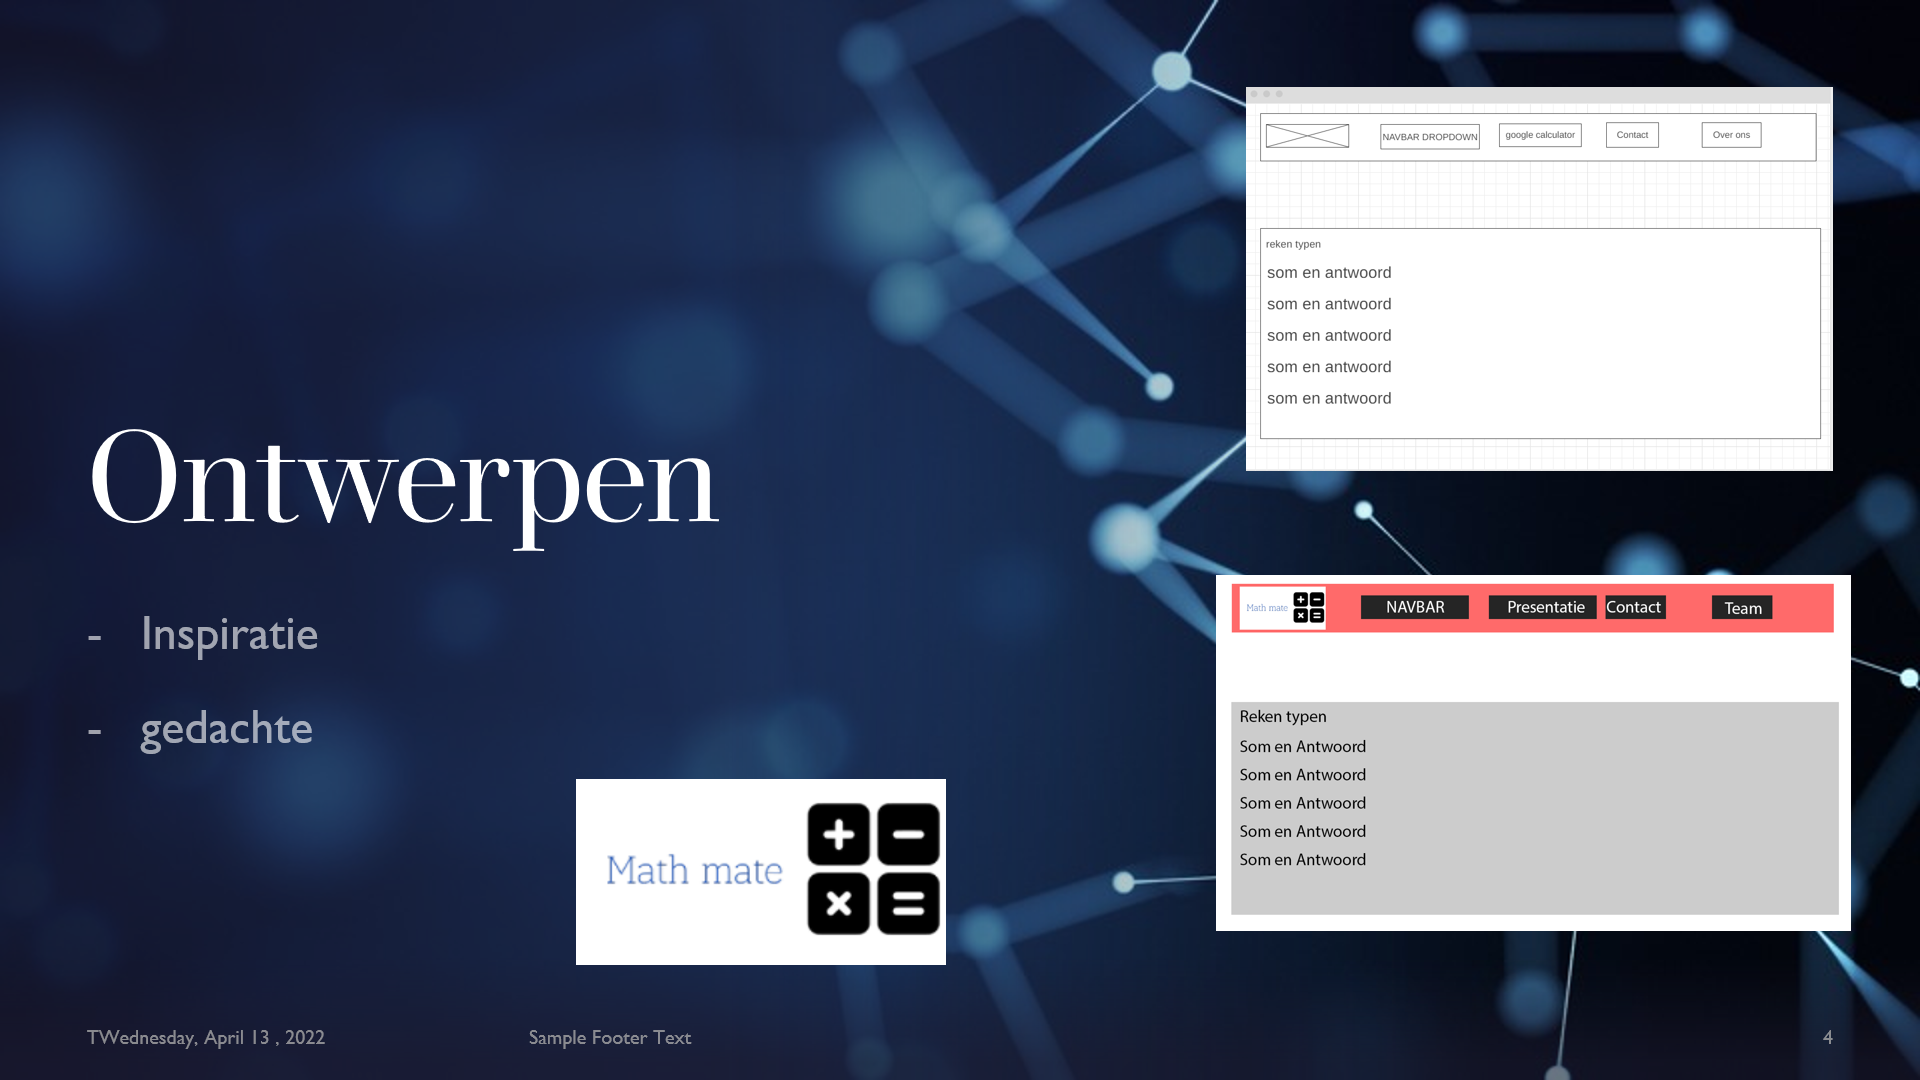 Ontwerpen
- Inspiratie
- gedachte
Math mate
NAVBAR DROPDOWN google calculator Contact Over ons
reken typen
som en antwoord
som en antwoord
som en antwoord
som en antwoord
som en antwoord
Math mate NAVBAR Presentatie Contact Team
Reken typen
Som en Antwoord
Som en Antwoord
Som en Antwoord
Som en Antwoord
Som en Antwoord
TWednesday, April 13 , 2022 Sample Footer Text 4